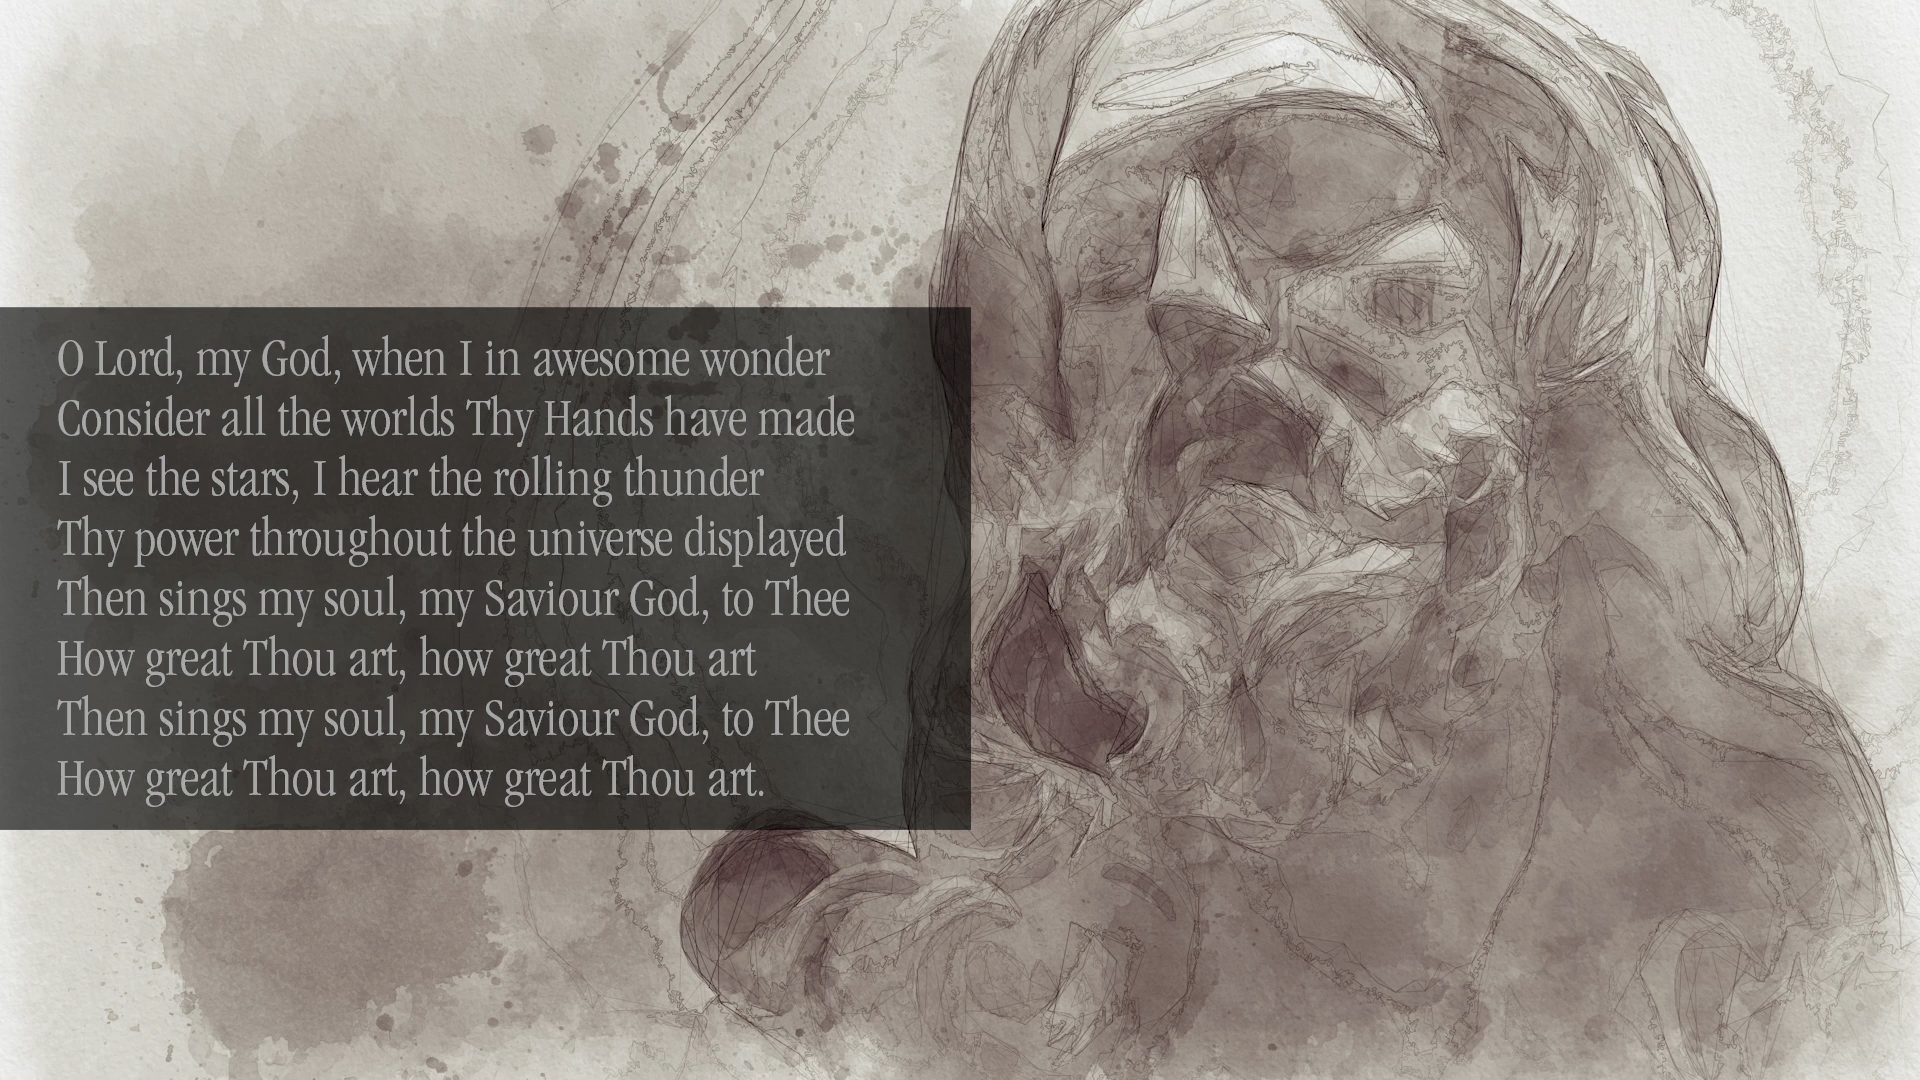 O Lord, my God, when I in awesome wonder
Consider all the worlds Thy Hands have made
I see the stars, I hear the rolling thunder
Thy power throughout the universe displayed
Then sings my soul, my Saviour God, to Thee
How great Thou art, how great Thou art
Then sings my soul, my Saviour God, to Thee
How great Thou art, how great Thou art.